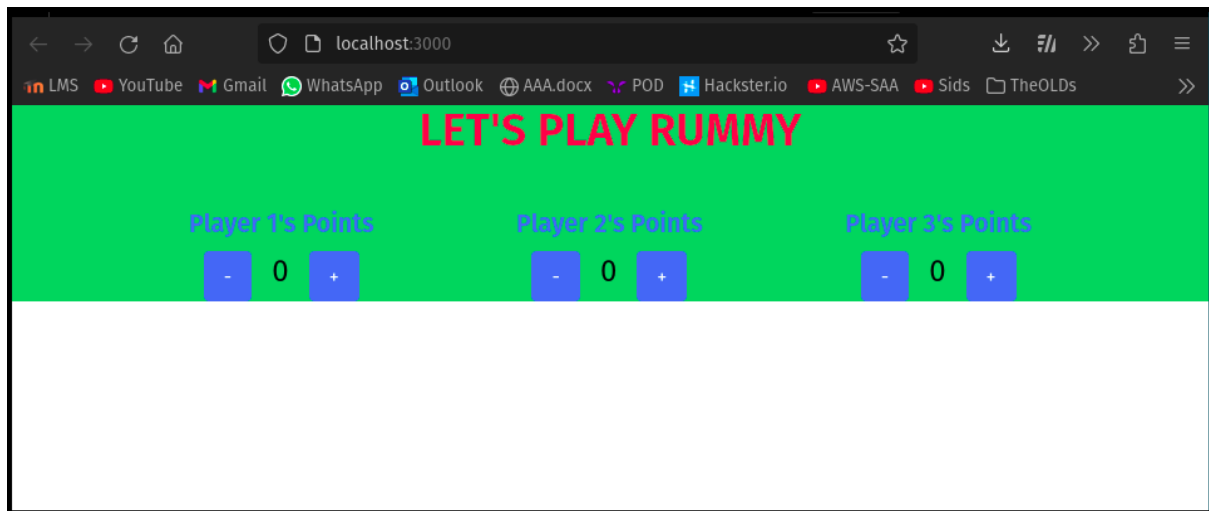 localhost:3000
LMS YouTube Gmail WhatsApp Outlook AAA.docx POD Hackster.io AWS-SAA Sids TheOLDs
LET'S PLAY RUMMY
Player 1's Points Player 2's Points Player 3's Points
- 0 + - 0 + - 0 +